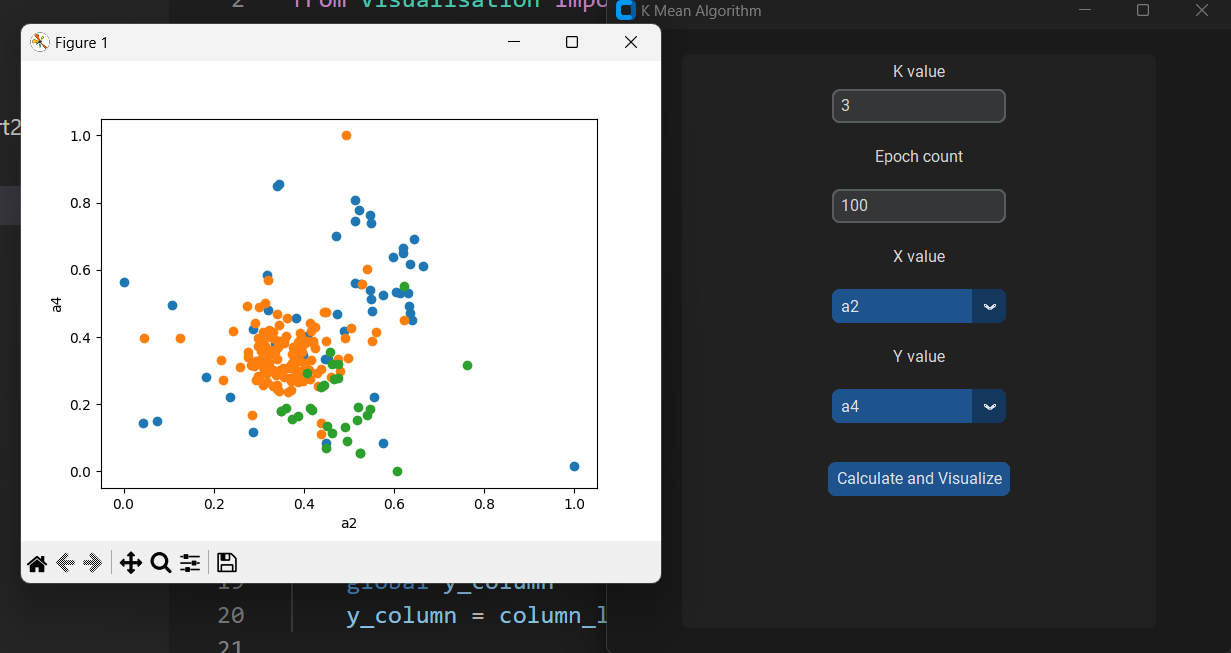 2 from visualisation impo
K Mean Algorithm
Figure 1
rt2
1.0
0.8
0.6
0.4
0.2
0.0
a4
0.0 0.2 0.4 0.6 0.8 1.0
a2
K value
3
Epoch count
100
X value
a2
Y value
a4
Calculate and Visualize
19 global y_column
20 y_column = column_l
21